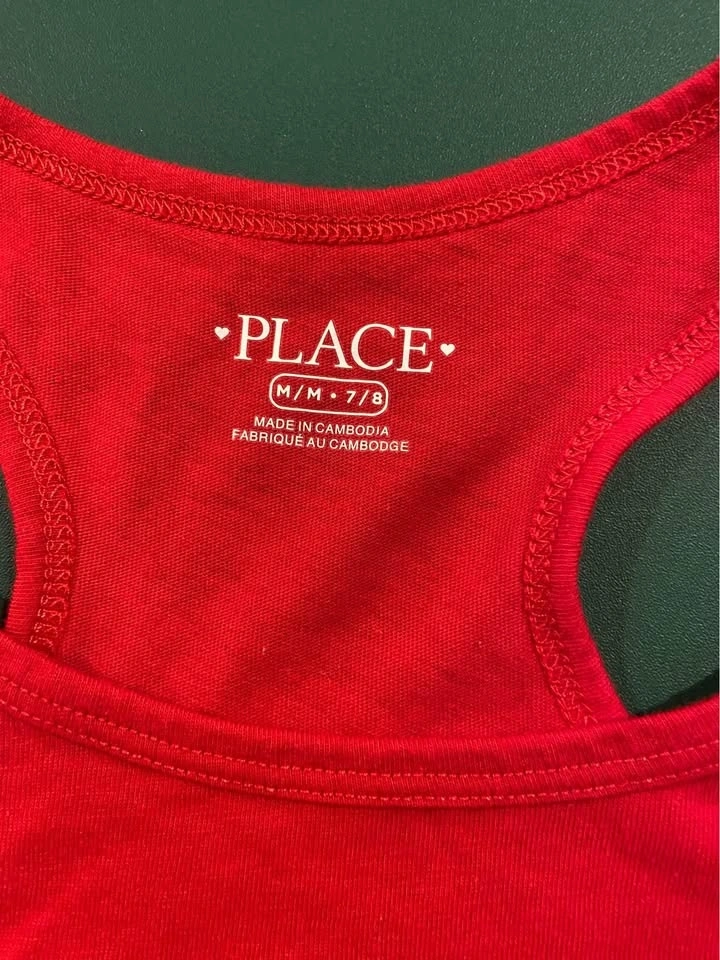 ♥PLACE♥
M/M • 7/8
MADE IN CAMBODIA
FABRIQUÉ AU CAMBODGE